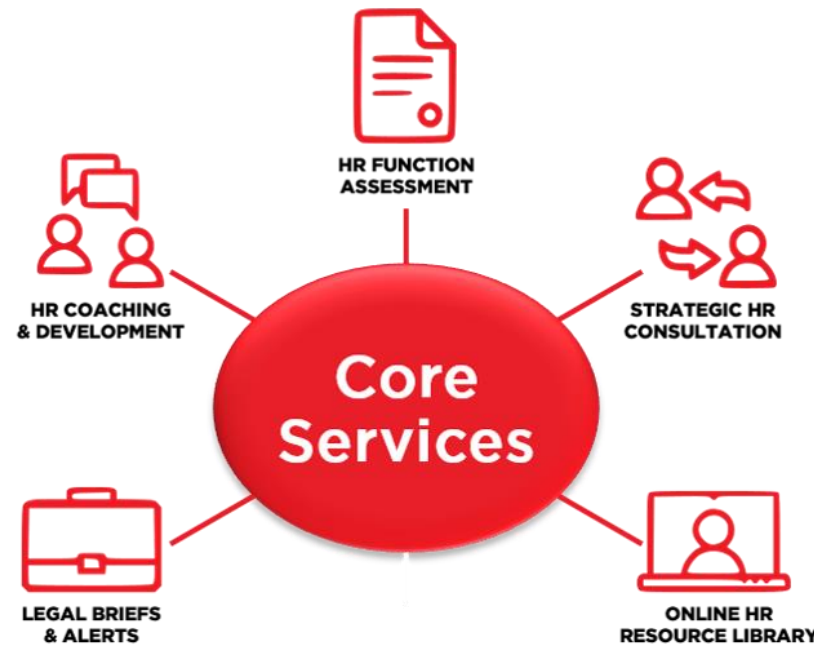 HR FUNCTION
ASSESSMENT
HR COACHING
& DEVELOPMENT
STRATEGIC HR
CONSULTATION
Core
Services
LEGAL BRIEFS
& ALERTS
ONLINE HR
RESOURCE LIBRARY